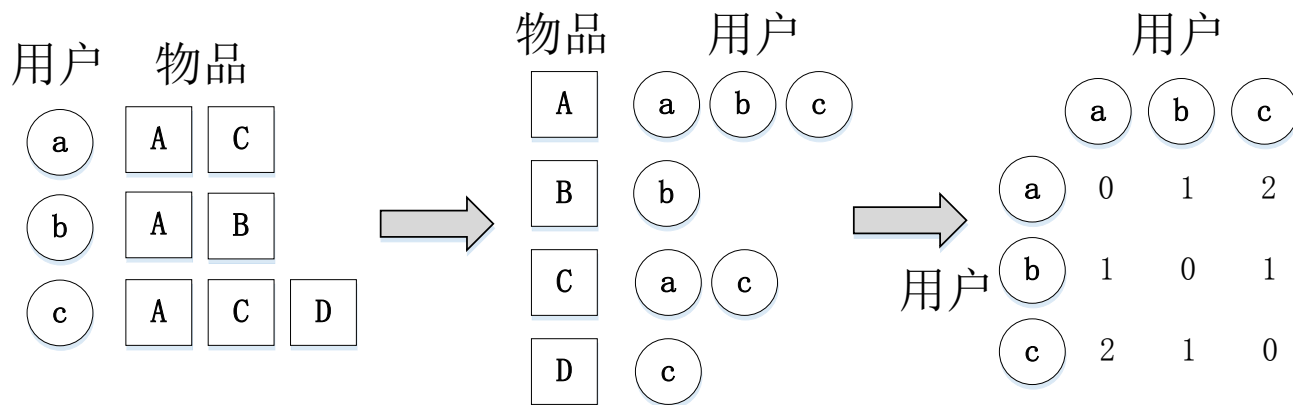 用户 物品
a A C
b A B
c A C D
物品 用户
A a b c
B b
C a c
D c
用户
a b c
a 0 1 2
b 1 0 1
用户
c 2 1 0